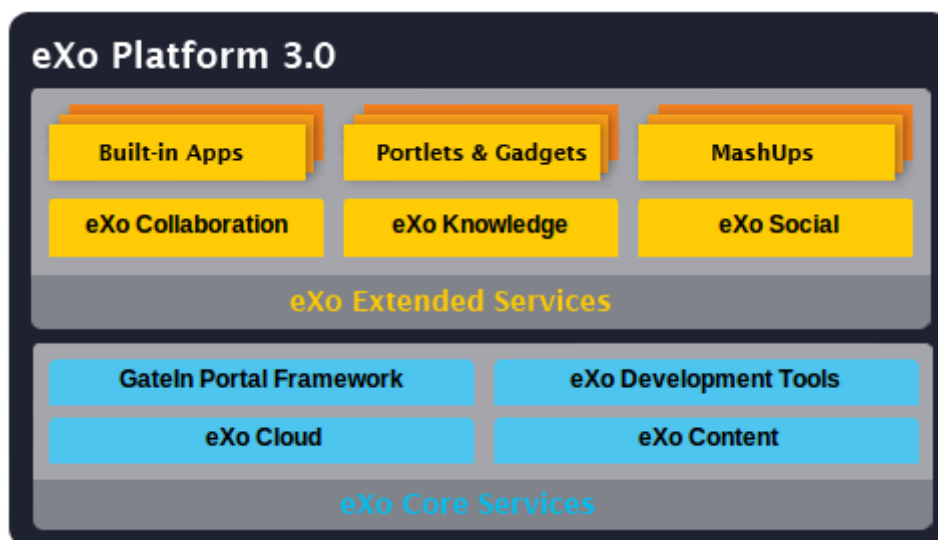 eXo Platform 3.0
Built-in Apps
Portlets & Gadgets
MashUps
eXo Collaboration
eXo Knowledge
eXo Social
eXo Extended Services
GateIn Portal Framework
eXo Development Tools
eXo Cloud
eXo Content
eXo Core Services